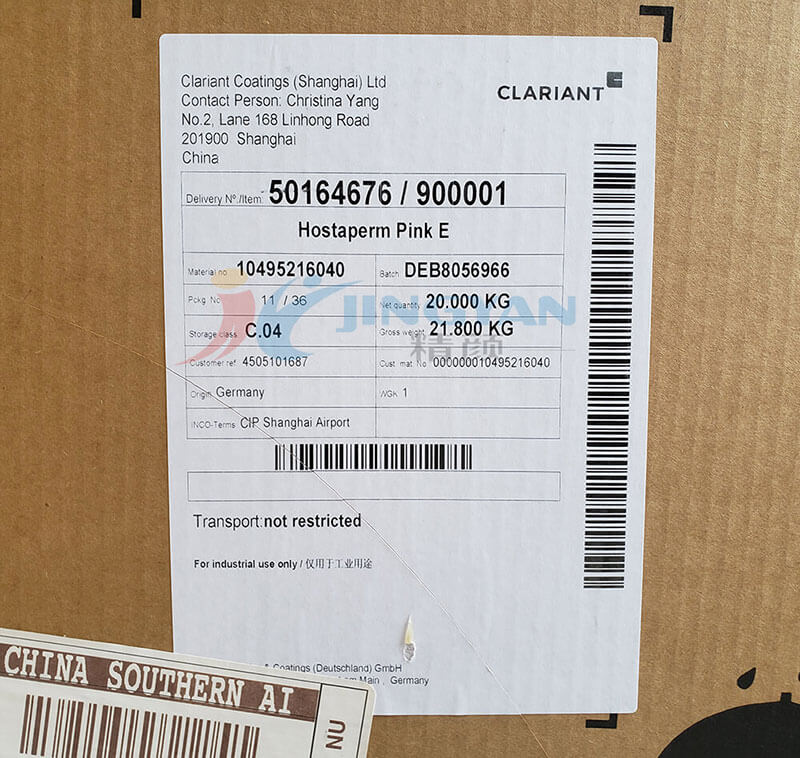 Clariant Coatings (Shanghai) Ltd
Contact Person: Christina Yang
No.2, Lane 168 Linhong Road
201900 Shanghai
China
CLARIANT
Delivery Nº./Item: 50164676 / 900001
Hostaperm Pink E
Material no. 10495216040 Batch DEB8056966
Pckg. No. 11 / 36 Net quantity 20.000 KG
JINGYAN
精颜
Storage class C.04 Gross weight 21.800 KG
Customer ref. 4505101687 Cust. mat. No 000000010495216040
Origin Germany WGK 1
INCO-Terms CIP Shanghai Airport
Transport:not restricted
For industrial use only / 仅用于工业用途
& Coatings (Deutschland) GmbH
Main , Germany
CHINA SOUTHERN AI
NU